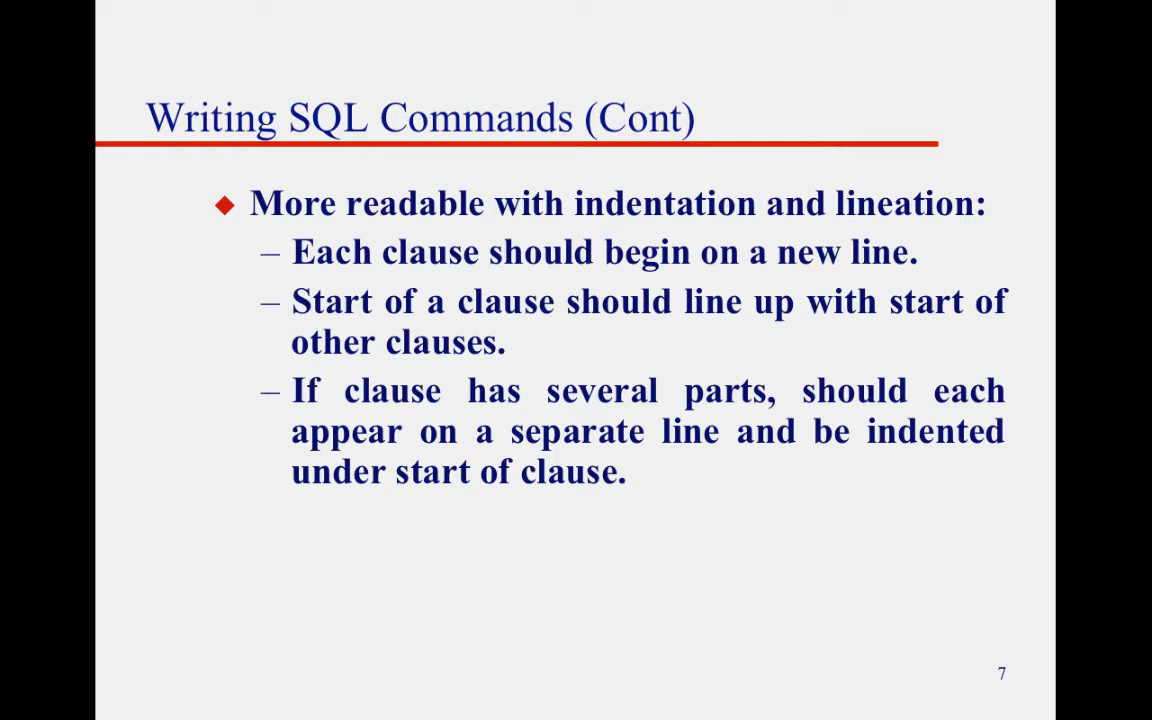 Writing SQL Commands (Cont)
More readable with indentation and lineation:
– Each clause should begin on a new line.
– Start of a clause should line up with start of
other clauses.
– If clause has several parts, should each
appear on a separate line and be indented
under start of clause.
7